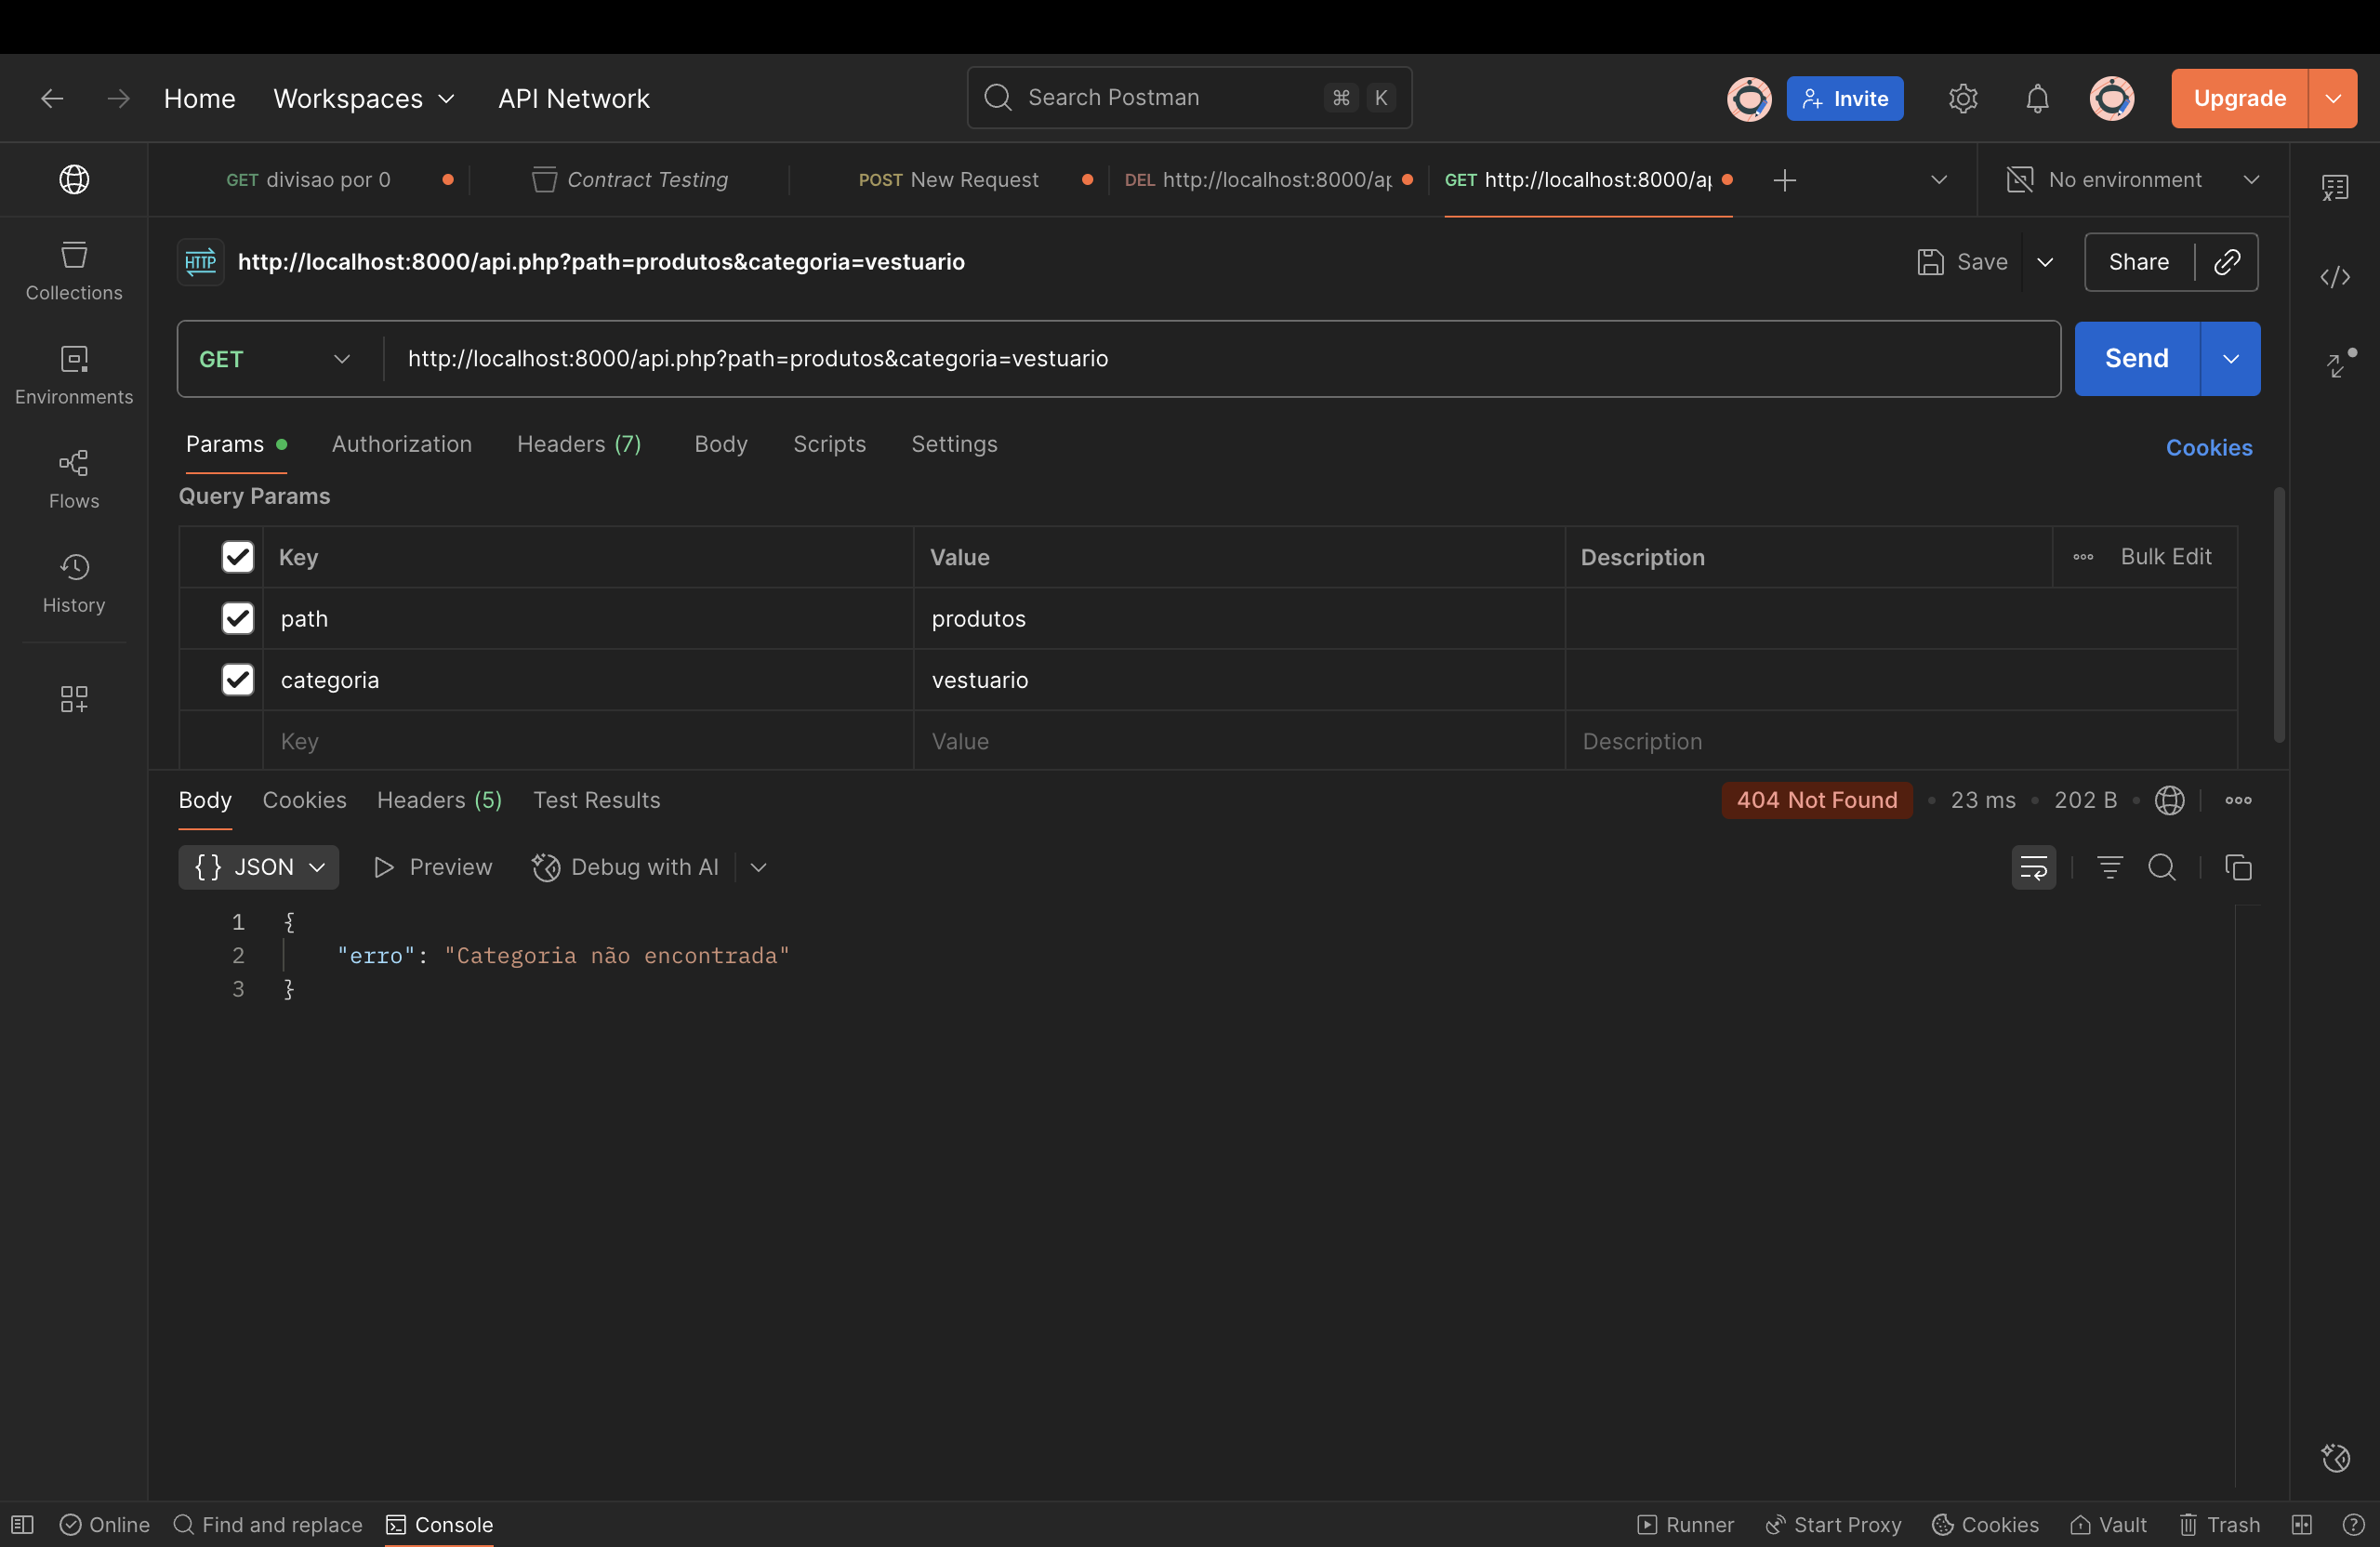 Home Workspaces API Network Search Postman ⌘ K Invite Upgrade
GET divisao por 0 Contract Testing POST New Request DEL http://localhost:8000/ap GET http://localhost:8000/a No environment
HTTP http://localhost:8000/api.php?path=produtos&categoria=vestuario Save Share
GET http://localhost:8000/api.php?path=produtos&categoria=vestuario Send
Collections
Environments
Flows
History
Params Authorization Headers (7) Body Scripts Settings Cookies
Query Params
Key Value Description Bulk Edit
path produtos
categoria vestuario
Key Value Description
Body Cookies Headers (5) Test Results 404 Not Found 23 ms 202 B
{} JSON Preview Debug with AI
1 {
2 "erro": "Categoria não encontrada"
3 }
Online Find and replace Console Runner Start Proxy Cookies Vault Trash